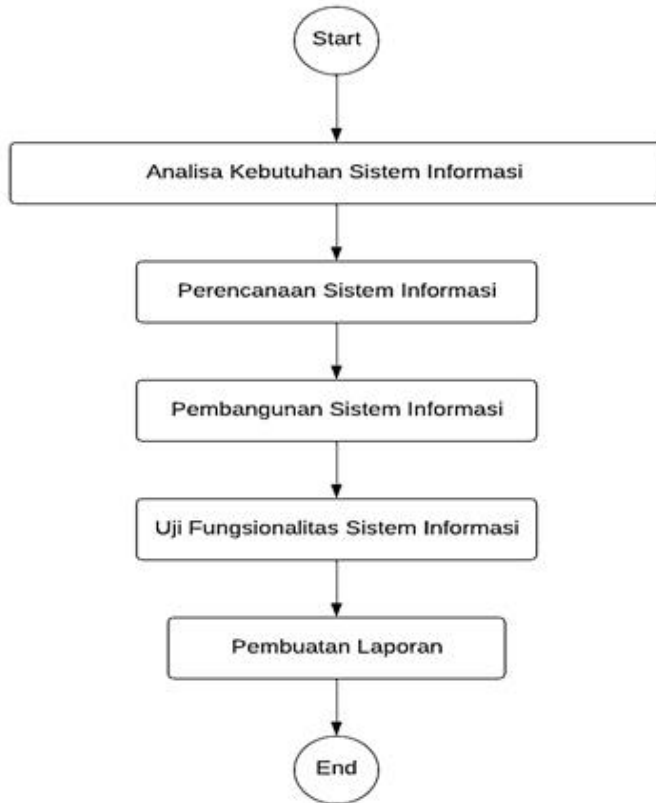 Start
Analisa Kebutuhan Sistem Informasi
Perencanaan Sistem Informasi
Pembangunan Sistem Informasi
Uji Fungsionalitas Sistem Informasi
Pembuatan Laporan
End